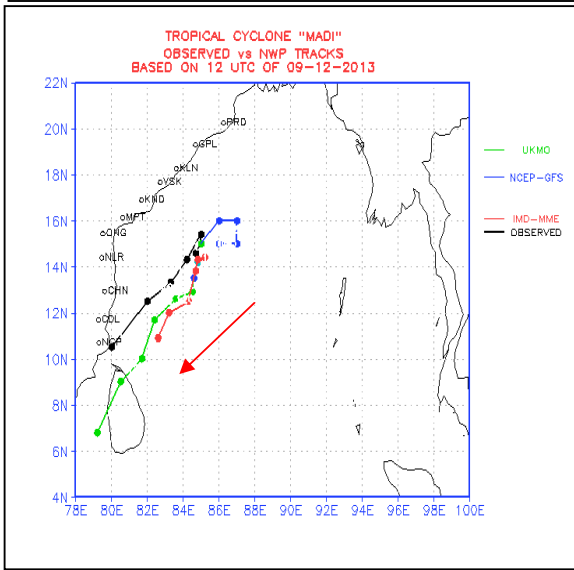 TROPICAL CYCLONE "MADI"
OBSERVED vs NWP TRACKS
BASED ON 12 UTC OF 09-12-2013
22N
20N
18N
16N
14N
12N
10N
8N
6N
4N
PRD
GPL
KLN
VSK
KND
MPT
ONG
NLR
CHN
CDL
NGP
UKMO
NCEP-GFS
IMD-MME
OBSERVED
78E 80E 82E 84E 86E 88E 90E 92E 94E 96E 98E 100E